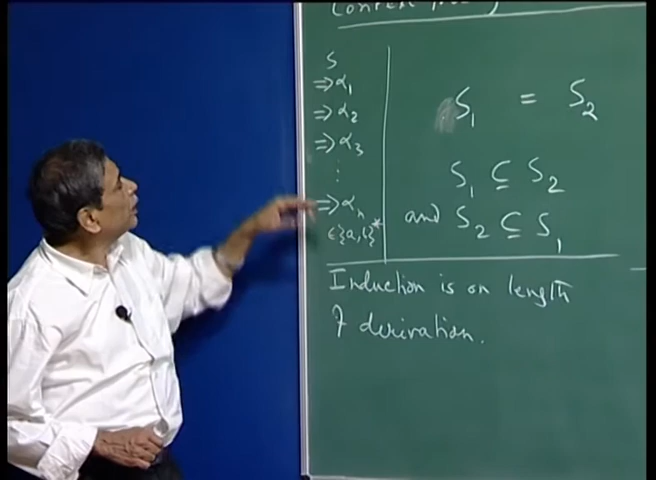 S
⇒α₁
⇒α₂
⇒α₃
⋮
⇒αₙ
∈{a,b}*
S₁ = S₂
S₁ ⊆ S₂
and S₂ ⊆ S₁
Induction is on length
of derivation.